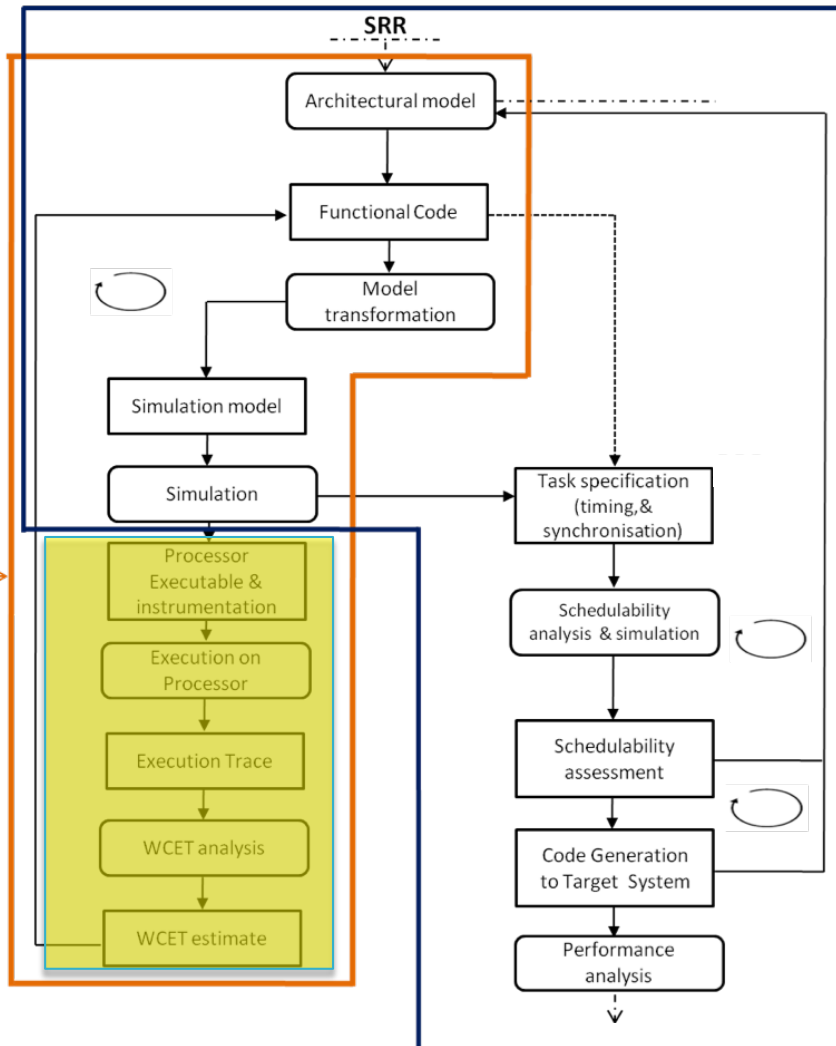 SRR
Architectural model
Functional Code
Model
transformation
Simulation model
Simulation
Processor
Executable &
instrumentation
Execution on
Processor
Execution Trace
WCET analysis
WCET estimate
Task specification
(timing,&
synchronisation)
Schedulability
analysis & simulation
Schedulability
assessment
Code Generation
to Target System
Performance
analysis